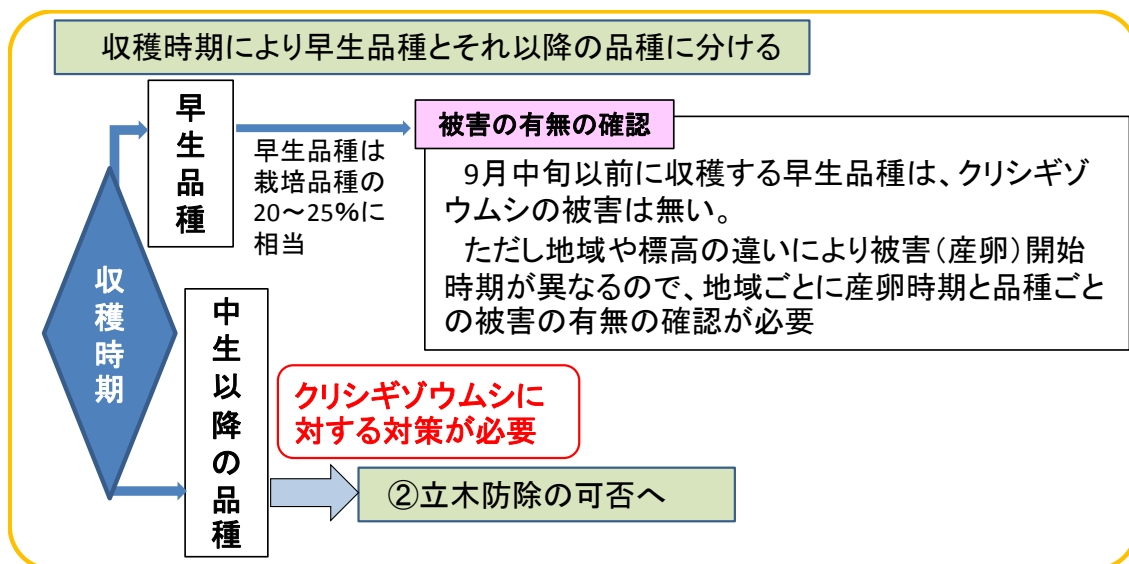 収穫時期により早生品種とそれ以降の品種に分ける
収穫時期
早生品種
早生品種は
栽培品種の
20～25%に
相当
被害の有無の確認
9月中旬以前に収穫する早生品種は、クリシギゾ
ウムシの被害は無い。
ただし地域や標高の違いにより被害(産卵)開始
時期が異なるので、地域ごとに産卵時期と品種ごと
の被害の有無の確認が必要
中生以降の品種
クリシギゾウムシに
対する対策が必要
②立木防除の可否へ